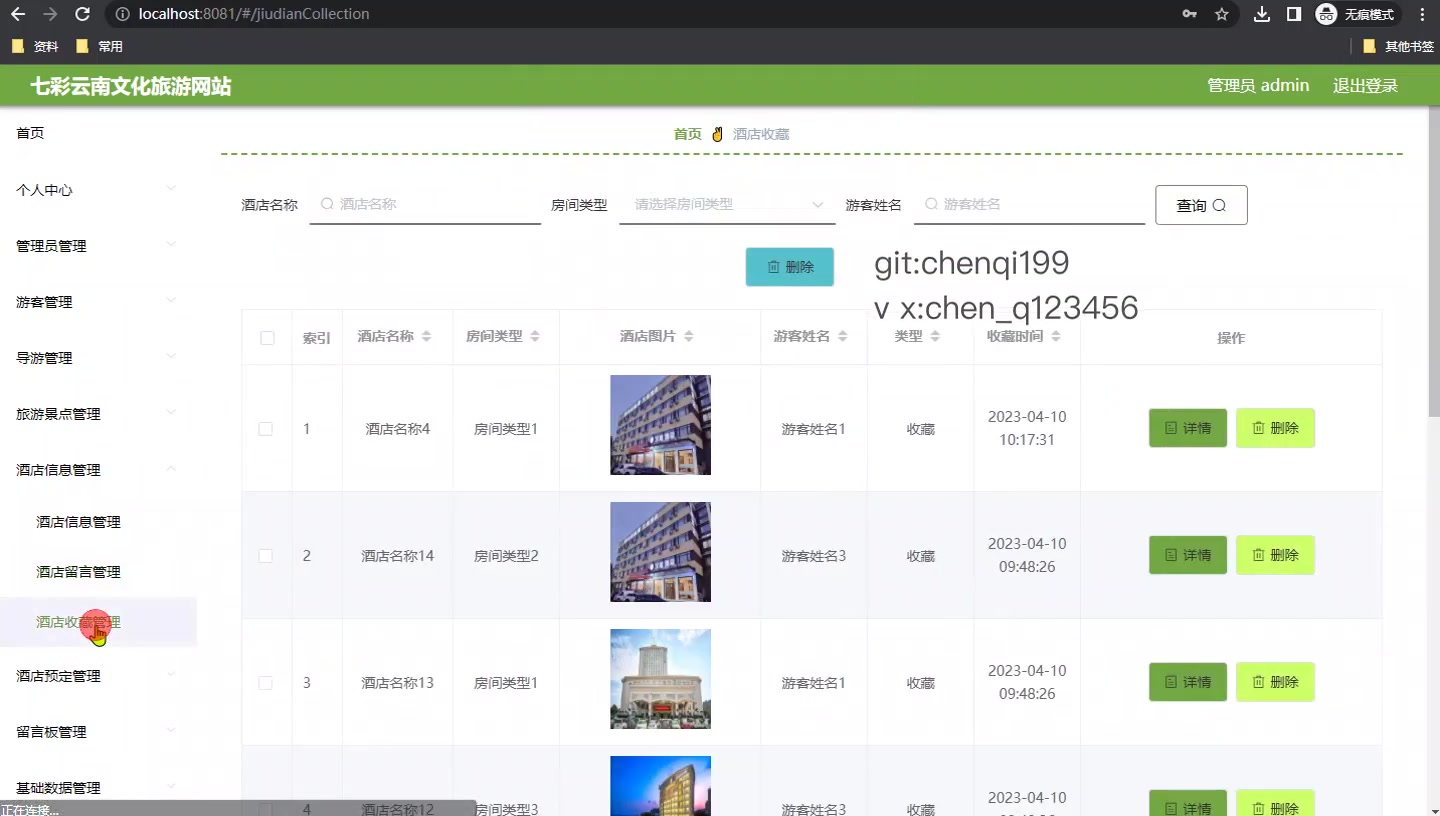 localhost:8081/#/jiudianCollection
无痕模式
资料 常用 其他书签
七彩云南文化旅游网站 管理员 admin 退出登录
首页
个人中心
管理员管理
游客管理
导游管理
旅游景点管理
酒店信息管理
酒店信息管理
酒店留言管理
酒店收藏管理
酒店预定管理
留言板管理
基础数据管理
正在连接...
首页 酒店收藏
酒店名称 酒店名称 房间类型 请选择房间类型 游客姓名 游客姓名 查询
删除
git:chenqi199
v x:chen_q123456
索引 酒店名称 房间类型 酒店图片 游客姓名 类型 收藏时间 操作
1 酒店名称4 房间类型1 游客姓名1 收藏 2023-04-10 10:17:31 详情 删除
2 酒店名称14 房间类型2 游客姓名3 收藏 2023-04-10 09:48:26 详情 删除
3 酒店名称13 房间类型1 游客姓名1 收藏 2023-04-10 09:48:26 详情 删除
4 酒店名称12 房间类型3 游客姓名3 收藏 2023-04-10 详情 删除